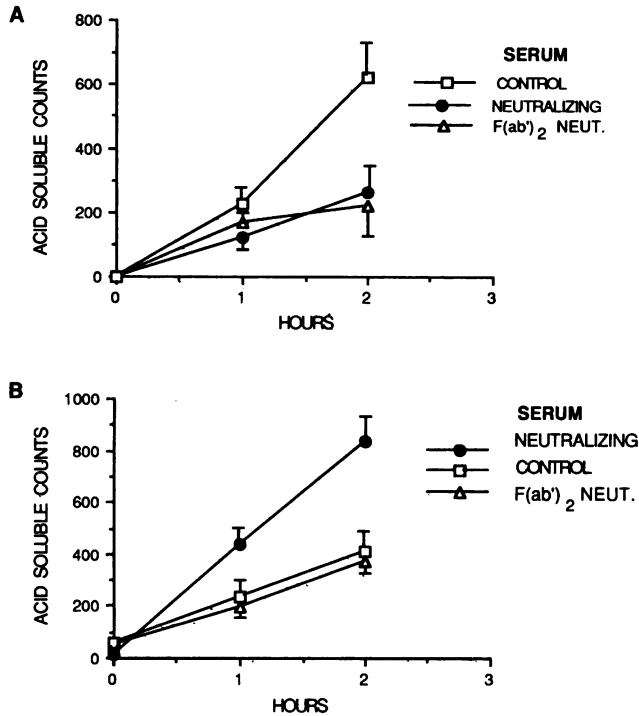 A
800
600
400
200
0
ACID SOLUBLE COUNTS
0 1 2 3
HOURS
SERUM
CONTROL
NEUTRALIZING
F(ab')2 NEUT.
B
1000
800
600
400
200
0
ACID SOLUBLE COUNTS
0 1 2 3
HOURS
SERUM
NEUTRALIZING
CONTROL
F(ab')2 NEUT.